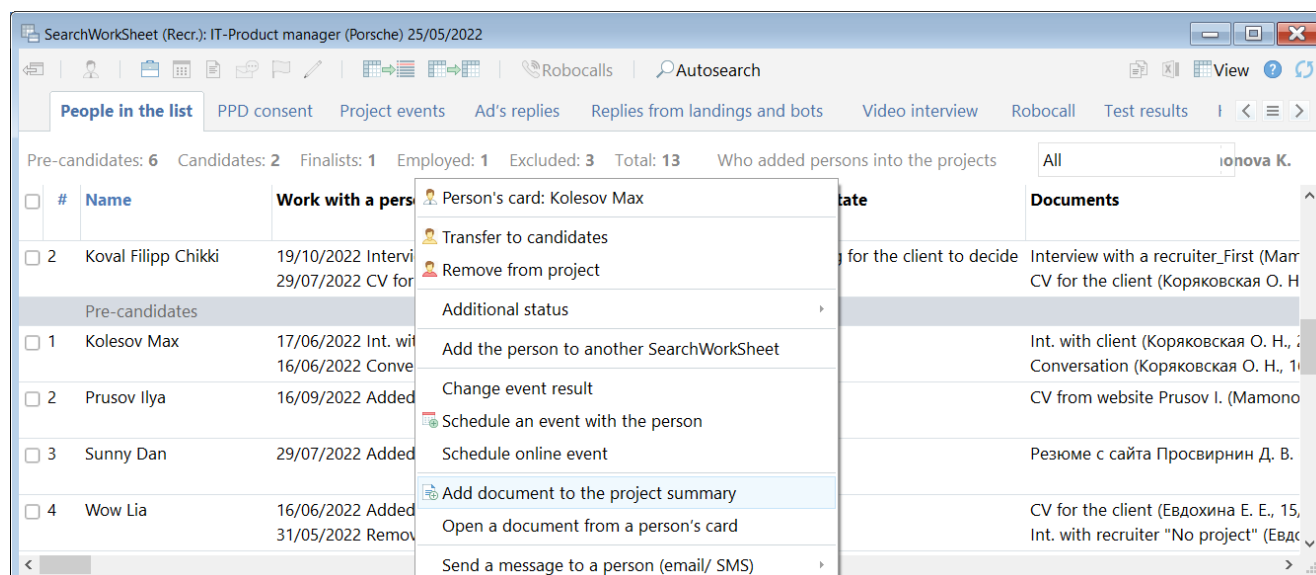 SearchWorkSheet (Recr.): IT-Product manager (Porsche) 25/05/2022
Robocalls Autosearch View
People in the list PPD consent Project events Ad's replies Replies from landings and bots Video interview Robocall Test results
Pre-candidates: 6 Candidates: 2 Finalists: 1 Employed: 1 Excluded: 3 Total: 13 Who added persons into the projects All onova K.
# Name Work with a pers tate Documents
2 Koval Filipp Chikki 19/10/2022 Intervi for the client to decide Interview with a recruiter_First (Mam
29/07/2022 CV for CV for the client (Коряковская О. Н
Pre-candidates
1 Kolesov Max 17/06/2022 Int. wit Int. with client (Коряковская О. Н.,
16/06/2022 Conve Conversation (Коряковская О. Н., 1
2 Prusov Ilya 16/09/2022 Added CV from website Prusov I. (Mamono
3 Sunny Dan 29/07/2022 Added Резюме с сайта Просвирнин Д. В.
4 Wow Lia 16/06/2022 Added CV for the client (Евдохина Е. Е., 15,
31/05/2022 Remov Int. with recruiter "No project" (Евдо
Person's card: Kolesov Max
Transfer to candidates
Remove from project
Additional status
Add the person to another SearchWorkSheet
Change event result
Schedule an event with the person
Schedule online event
Add document to the project summary
Open a document from a person's card
Send a message to a person (email/ SMS)